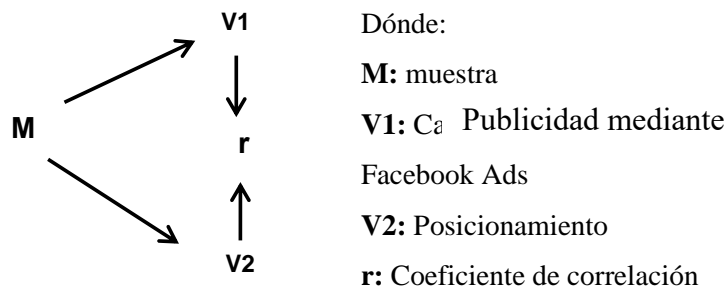 V1
M
r
V2
Dónde:
M: muestra
V1: Ca Publicidad mediante
Facebook Ads
V2: Posicionamiento
r: Coeficiente de correlación